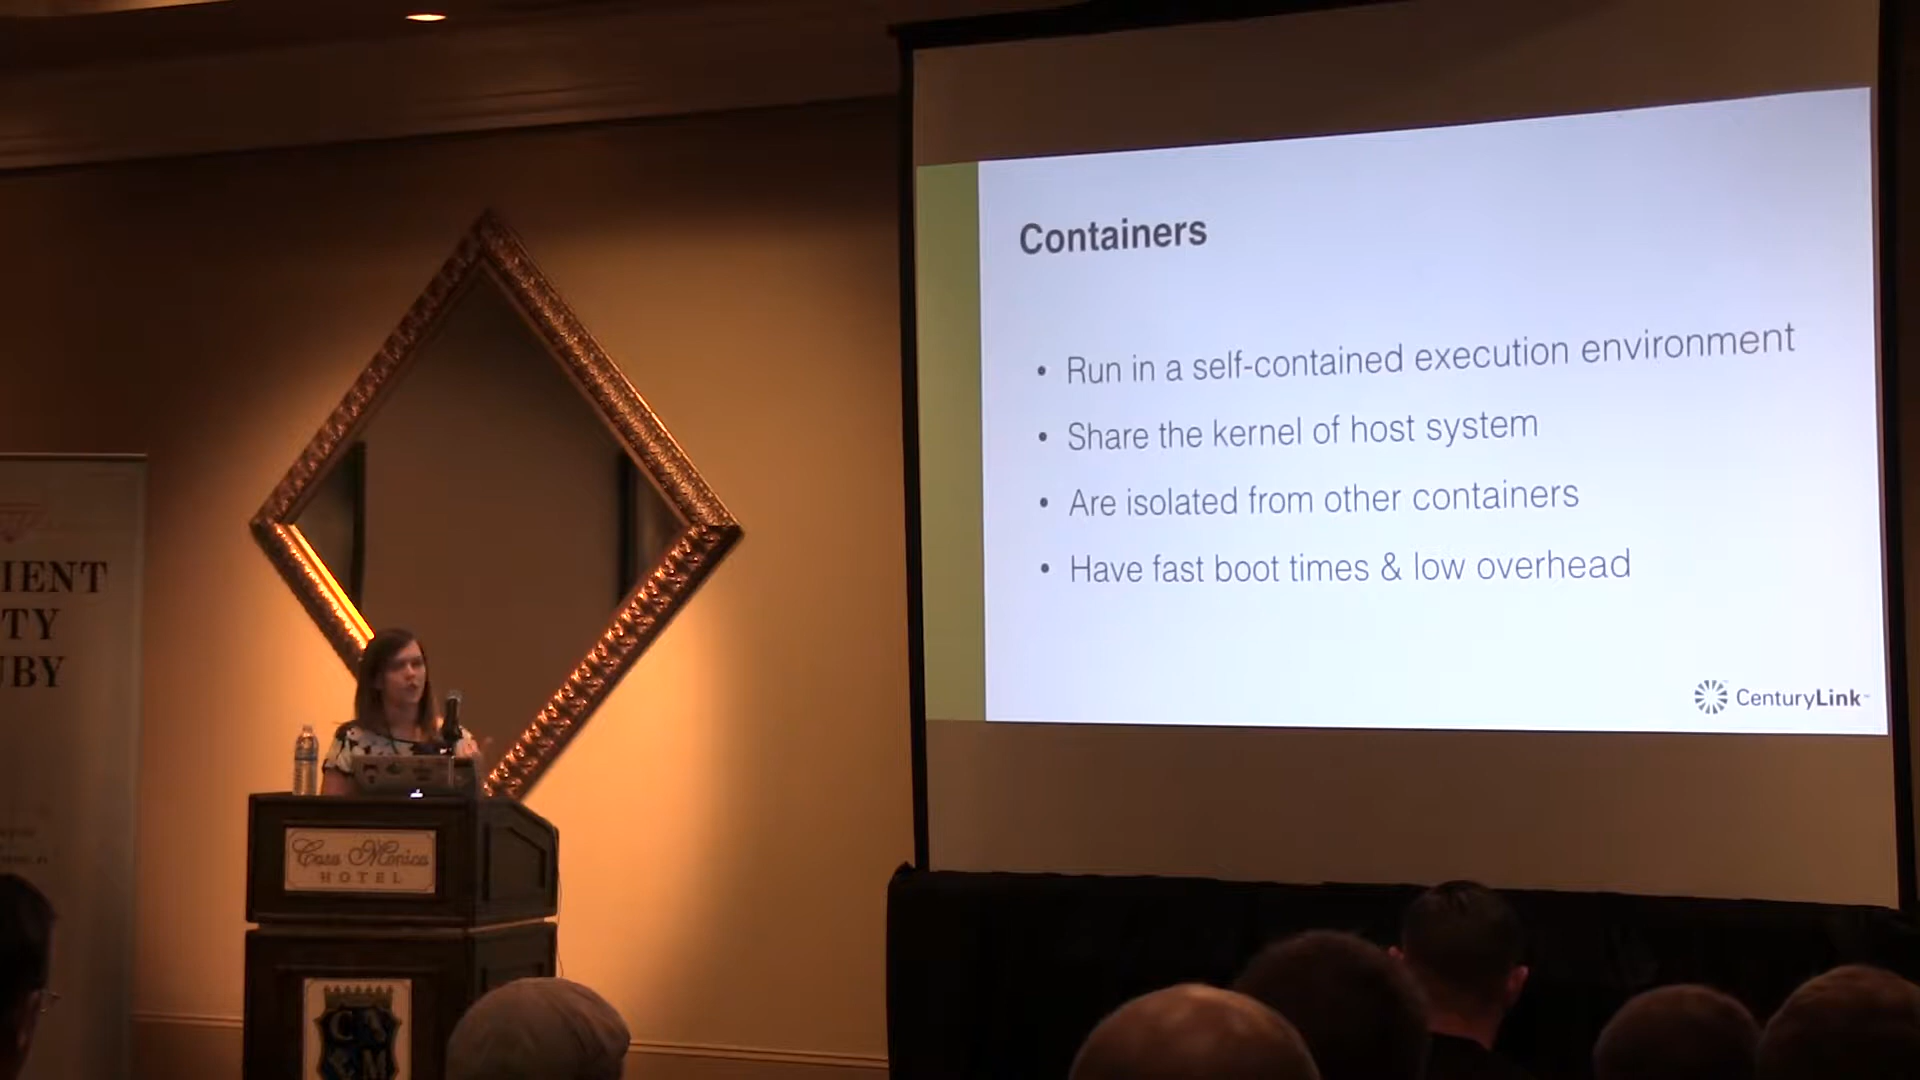 Containers
• Run in a self-contained execution environment
• Share the kernel of host system
• Are isolated from other containers
• Have fast boot times & low overhead
CenturyLink
IENT
TY
UBY
Casa Monica
HOTEL